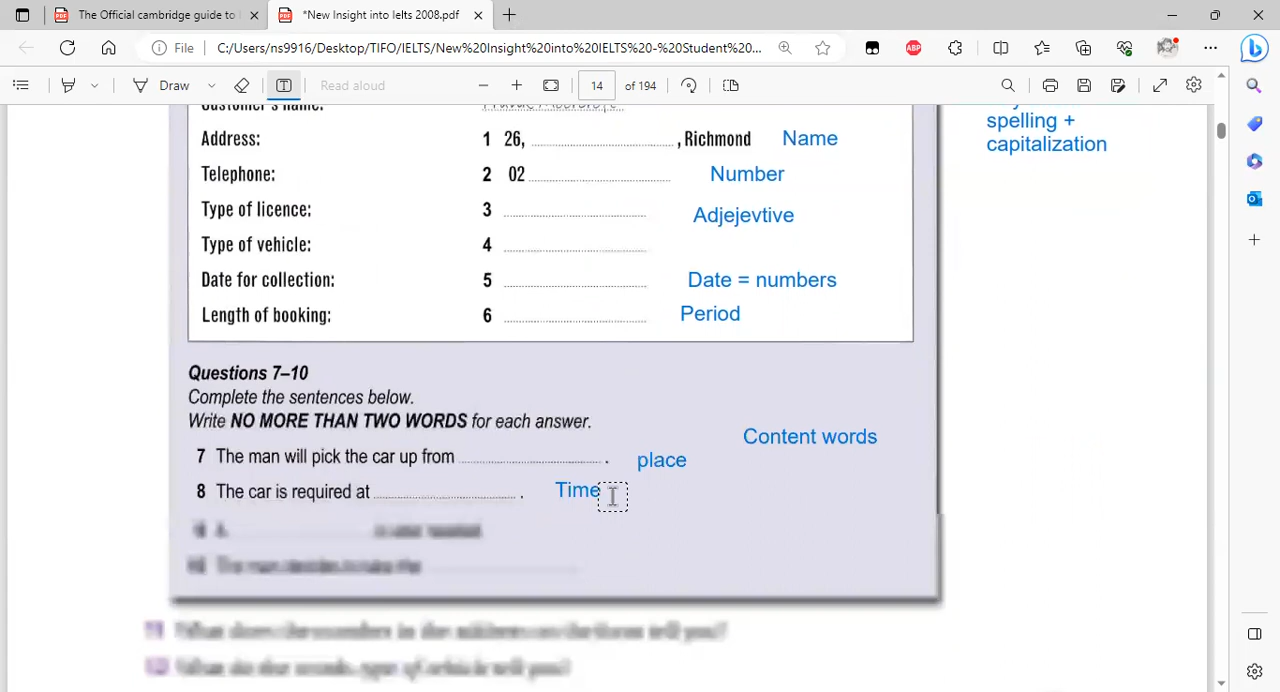 The Official cambridge guide to
*New Insight into Ielts 2008.pdf
File
C:/Users/ns9916/Desktop/TIFO/IELTS/New%20Insight%20into%20IELTS%20-%20Student%20...
ABP
Draw
Read aloud
14 of 194
Customer's name:
spelling +
capitalization
Address: 1 26, ..............................., Richmond Name
Telephone: 2 02............................... Number
Type of licence: 3 ............................... Adjejevtive
Type of vehicle: 4 ...............................
Date for collection: 5 ............................... Date = numbers
Length of booking: 6 ............................... Period
Questions 7–10
Complete the sentences below.
Write NO MORE THAN TWO WORDS for each answer.
Content words
7 The man will pick the car up from ............................... . place
8 The car is required at ............................... . Time